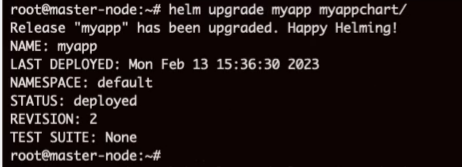 root@master-node:~# helm upgrade myapp myappchart/
Release "myapp" has been upgraded. Happy Helming!
NAME: myapp
LAST DEPLOYED: Mon Feb 13 15:36:30 2023
NAMESPACE: default
STATUS: deployed
REVISION: 2
TEST SUITE: None
root@master-node:~#